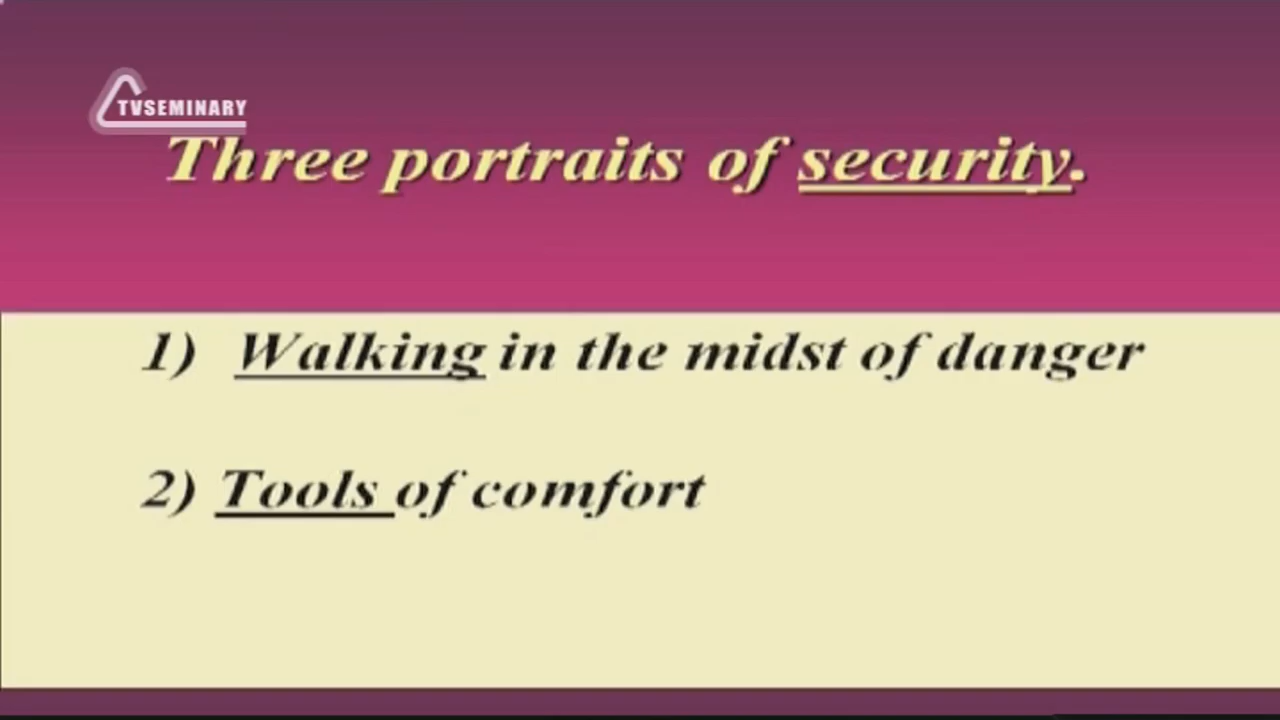 TVSEMINARY
Three portraits of security.
1) Walking in the midst of danger
2) Tools of comfort